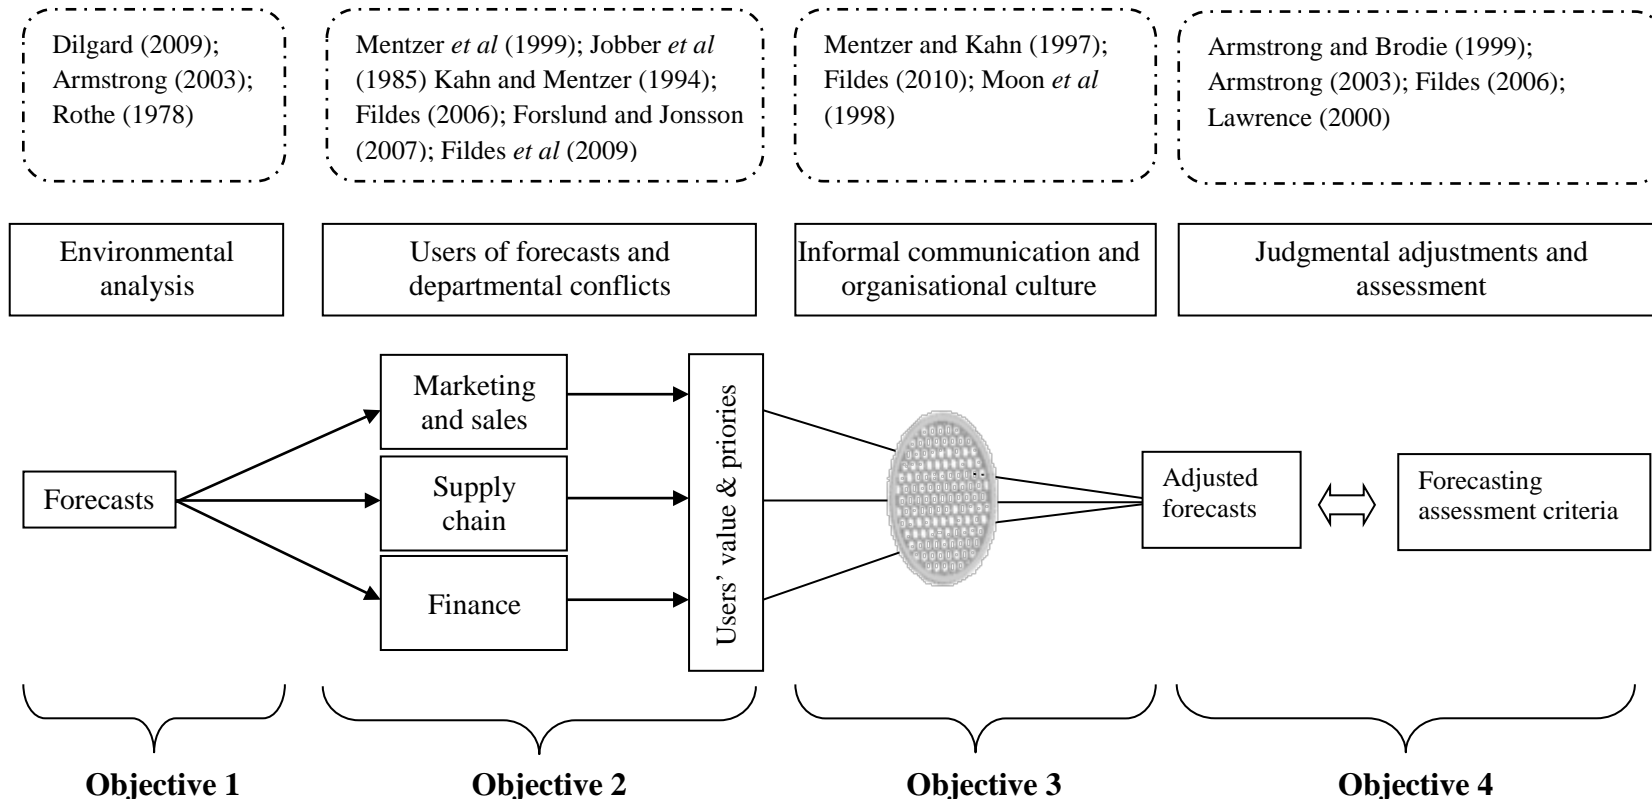 Dilgard (2009);
Armstrong (2003);
Rothe (1978)
Mentzer et al (1999); Jobber et al
(1985) Kahn and Mentzer (1994);
Fildes (2006); Forslund and Jonsson
(2007); Fildes et al (2009)
Mentzer and Kahn (1997);
Fildes (2010); Moon et al
(1998)
Armstrong and Brodie (1999);
Armstrong (2003); Fildes (2006);
Lawrence (2000)
Environmental
analysis
Users of forecasts and
departmental conflicts
Informal communication and
organisational culture
Judgmental adjustments and
assessment
Forecasts
Marketing
and sales
Supply
chain
Finance
Users’ value & priories
Adjusted
forecasts
Forecasting
assessment criteria
Objective 1
Objective 2
Objective 3
Objective 4